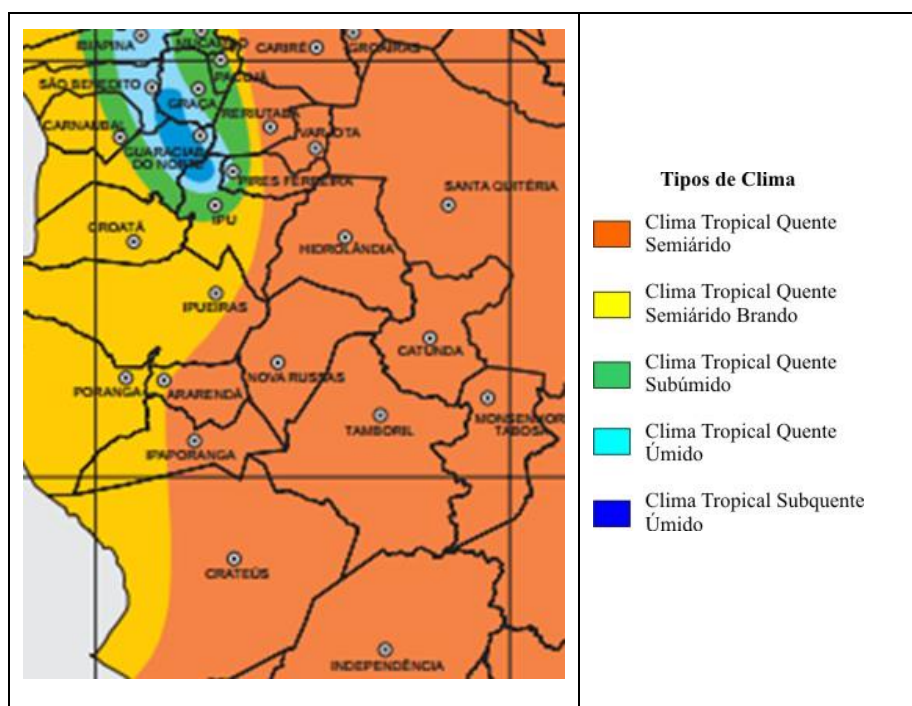 IBIAPINA
MUCAMBO
CARIRÉ
GROAÍRAS
PACUJÁ
SÃO BENEDITO
GRAÇA
RERIUTABA
CARNAUBAL
VARJOTA
GUARACIABA
DO NORTE
PIRES FERREIRA
SANTA QUITÉRIA
IPU
CROATÁ
HIDROLÂNDIA
IPUEIRAS
CATUNDA
NOVA RUSSAS
PORANGA
ARARENDÁ
MONSENHOR
TABOSA
TAMBORIL
IPAPORANGA
CRATEÚS
INDEPENDÊNCIA
Tipos de Clima
Clima Tropical Quente
Semiárido
Clima Tropical Quente
Semiárido Brando
Clima Tropical Quente
Subúmido
Clima Tropical Quente
Úmido
Clima Tropical Subquente
Úmido